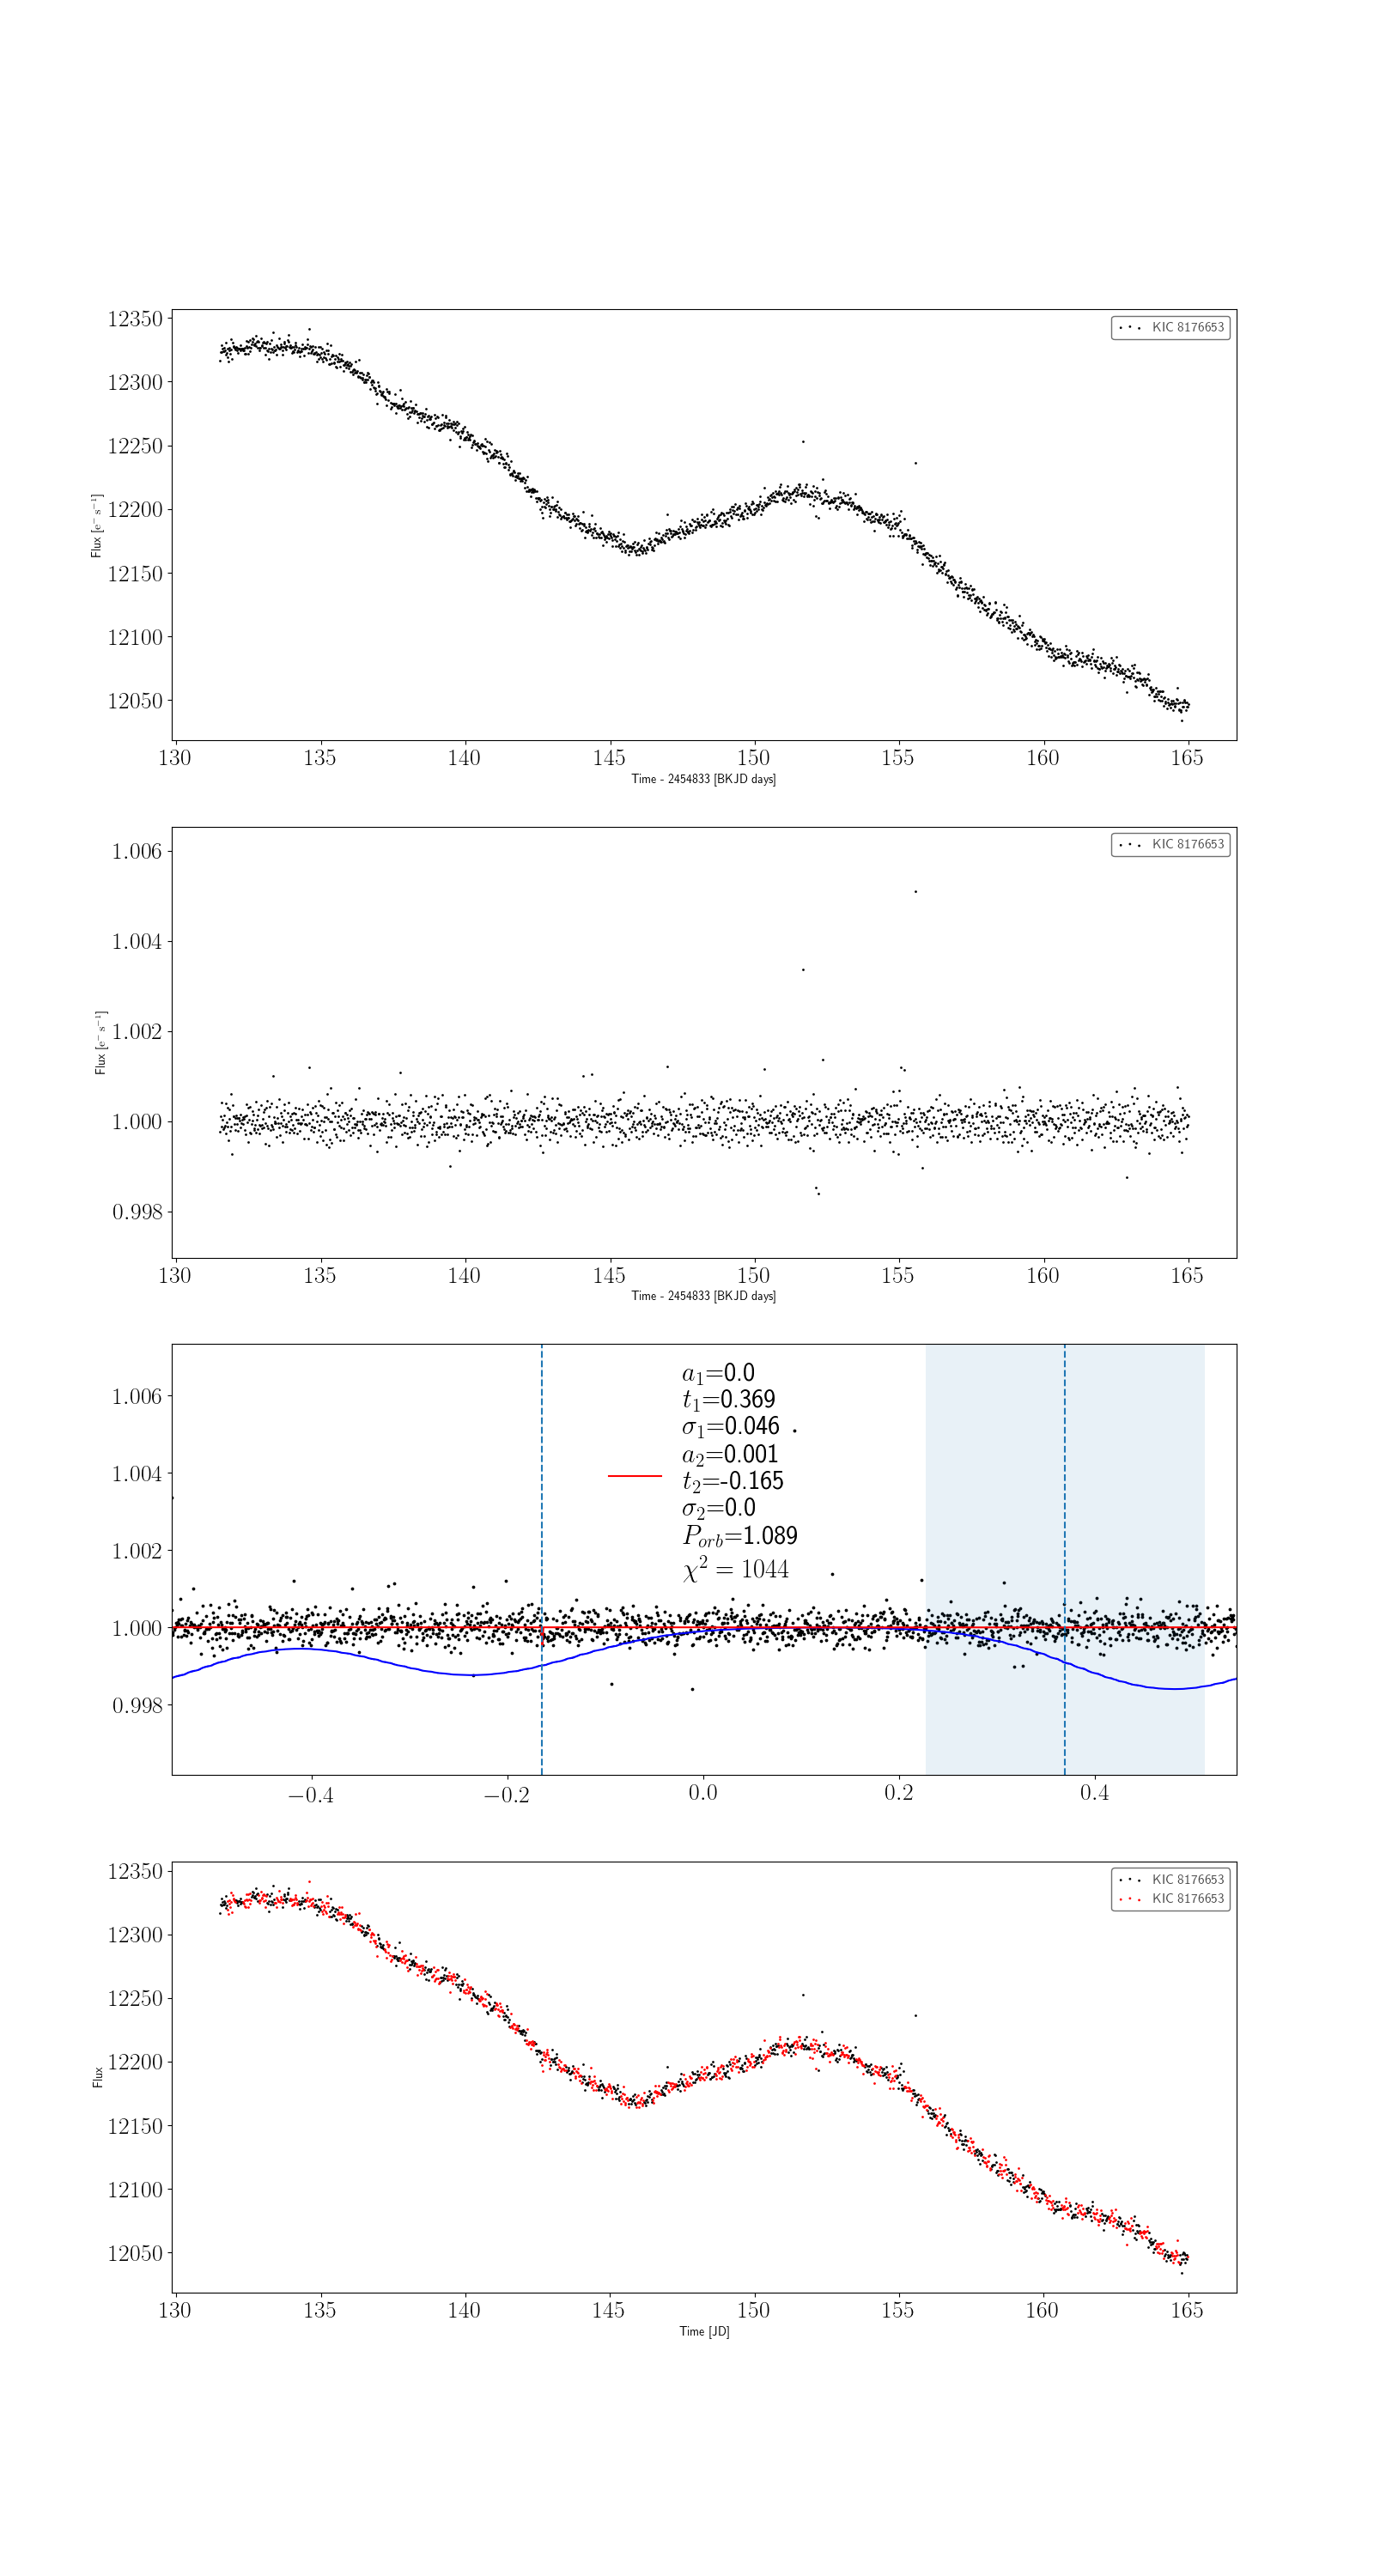 12350
12300
12250
12200
12150
12100
12050
Flux [e⁻ s⁻¹]
KIC 8176653
130 135 140 145 150 155 160 165
Time - 2454833 [BKJD days]
1.006
1.004
1.002
1.000
0.998
Flux [e⁻ s⁻¹]
KIC 8176653
130 135 140 145 150 155 160 165
Time - 2454833 [BKJD days]
1.006
1.004
1.002
1.000
0.998
a₁=0.0
t₁=0.369
σ₁=0.046
a₂=0.001
t₂=-0.165
σ₂=0.0
P_orb=1.089
χ² = 1044
−0.4 −0.2 0.0 0.2 0.4
12350
12300
12250
12200
12150
12100
12050
Flux
KIC 8176653
KIC 8176653
130 135 140 145 150 155 160 165
Time [JD]